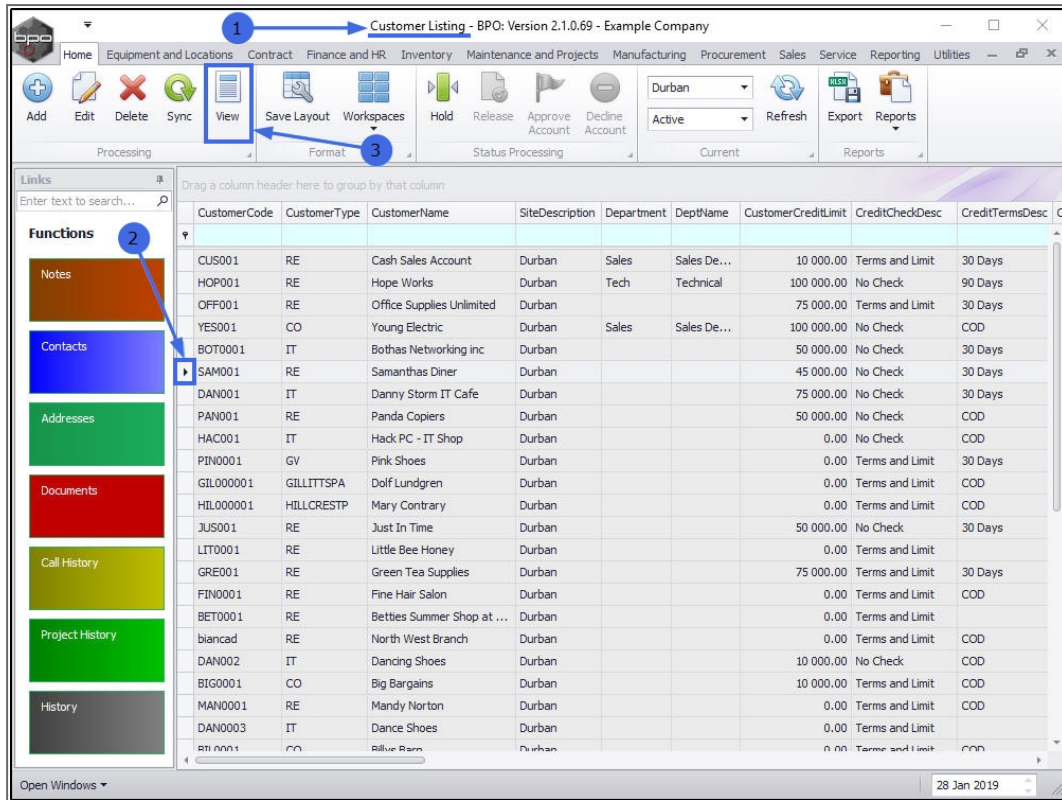 1
Customer Listing - BPO: Version 2.1.0.69 - Example Company
bpo
Home Equipment and Locations Contract Finance and HR Inventory Maintenance and Projects Manufacturing Procurement Sales Service Reporting Utilities
Add Edit Delete Sync View Save Layout Workspaces Hold Release Approve Account Decline Account Durban Active Refresh XLSX Export Reports
Processing Format 3 Status Processing Current Reports
Links
Enter text to search...
Drag a column header here to group by that column
CustomerCode CustomerType CustomerName SiteDescription Department DeptName CustomerCreditLimit CreditCheckDesc CreditTermsDesc C
Functions
2
Notes
Contacts
Addresses
Documents
Call History
Project History
History
CUS001 RE Cash Sales Account Durban Sales Sales De... 10 000.00 Terms and Limit 30 Days
HOP001 RE Hope Works Durban Tech Technical 100 000.00 No Check 90 Days
OFF001 RE Office Supplies Unlimited Durban 75 000.00 Terms and Limit 30 Days
YES001 CO Young Electric Durban Sales Sales De... 100 000.00 No Check COD
BOT0001 IT Bothas Networking inc Durban 50 000.00 No Check 30 Days
SAM001 RE Samanthas Diner Durban 45 000.00 No Check 30 Days
DAN001 IT Danny Storm IT Cafe Durban 75 000.00 No Check 30 Days
PAN001 RE Panda Copiers Durban 50 000.00 No Check COD
HAC001 IT Hack PC - IT Shop Durban 0.00 No Check COD
PIN0001 GV Pink Shoes Durban 0.00 Terms and Limit 30 Days
GIL000001 GILLITTSPA Dolf Lundgren Durban 0.00 Terms and Limit COD
HIL000001 HILLCRESTP Mary Contrary Durban 0.00 Terms and Limit COD
JUS001 RE Just In Time Durban 50 000.00 No Check 30 Days
LIT0001 RE Little Bee Honey Durban 0.00 Terms and Limit
GRE001 RE Green Tea Supplies Durban 75 000.00 Terms and Limit 30 Days
FIN0001 RE Fine Hair Salon Durban 0.00 Terms and Limit COD
BET0001 RE Betties Summer Shop at ... Durban 0.00 Terms and Limit
biancad RE North West Branch Durban 0.00 Terms and Limit COD
DAN002 IT Dancing Shoes Durban 10 000.00 No Check COD
BIG0001 CO Big Bargains Durban 10 000.00 Terms and Limit COD
MAN0001 RE Mandy Norton Durban 0.00 Terms and Limit COD
DAN0003 IT Dance Shoes Durban 0.00 Terms and Limit
BIL0001 CO Billys Barn Durban 0.00 Terms and Limit COD
Open Windows 28 Jan 2019